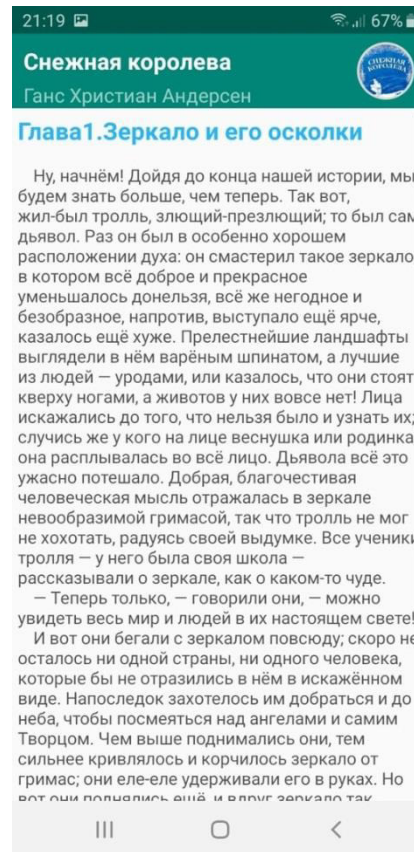 21:19 67%
Снежная королева
СНЕЖНАЯ
КОРОЛЕВА
Ганс Христиан Андерсен
Глава1.Зеркало и его осколки
Ну, начнём! Дойдя до конца нашей истории, мы
будем знать больше, чем теперь. Так вот,
жил-был тролль, злющий-презлющий; то был сам
дьявол. Раз он был в особенно хорошем
расположении духа: он смастерил такое зеркало
в котором всё доброе и прекрасное
уменьшалось донельзя, всё же негодное и
безобразное, напротив, выступало ещё ярче,
казалось ещё хуже. Прелестнейшие ландшафты
выглядели в нём варёным шпинатом, а лучшие
из людей — уродами, или казалось, что они стоят
кверху ногами, а животов у них вовсе нет! Лица
искажались до того, что нельзя было и узнать их;
случись же у кого на лице веснушка или родинка
она расплывалась во всё лицо. Дьявола всё это
ужасно потешало. Добрая, благочестивая
человеческая мысль отражалась в зеркале
невообразимой гримасой, так что тролль не мог
не хохотать, радуясь своей выдумке. Все ученики
тролля — у него была своя школа —
рассказывали о зеркале, как о каком-то чуде.
— Теперь только, — говорили они, — можно
увидеть весь мир и людей в их настоящем свете!
И вот они бегали с зеркалом повсюду; скоро не
осталось ни одной страны, ни одного человека,
которые бы не отразились в нём в искажённом
виде. Напоследок захотелось им добраться и до
неба, чтобы посмеяться над ангелами и самим
Творцом. Чем выше поднимались они, тем
сильнее кривлялось и корчилось зеркало от
гримас; они еле-еле удерживали его в руках. Но
вот они поднялись ещё, и вдруг зеркало так